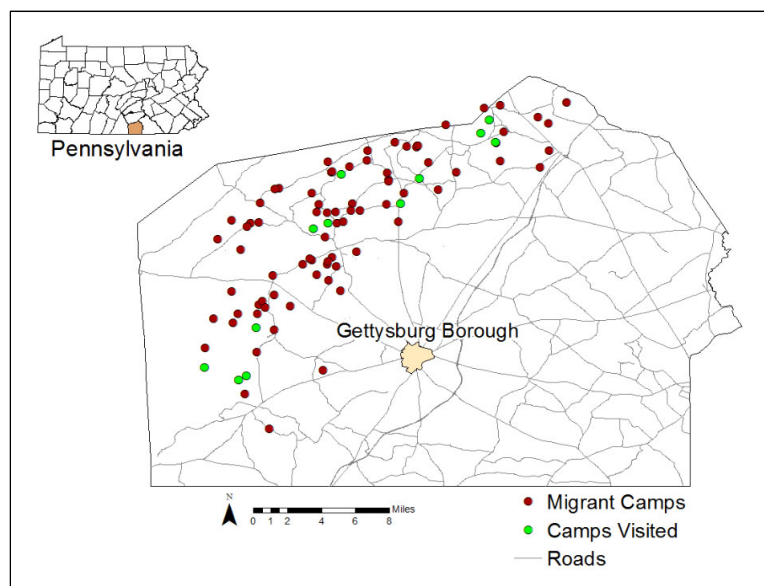 Pennsylvania
Gettysburg Borough
N
Miles
0 1 2 4 6 8
Migrant Camps
Camps Visited
Roads